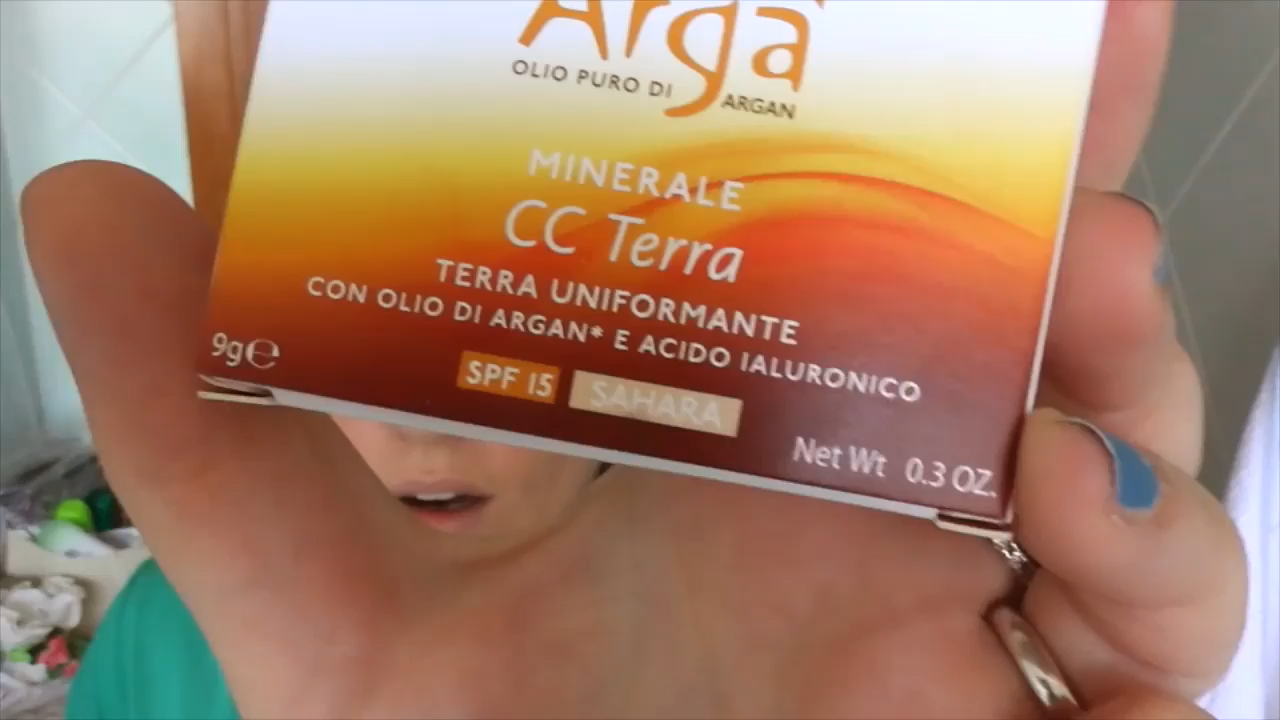 Argà
OLIO PURO DI ARGAN
MINERALE
CC Terra
TERRA UNIFORMANTE
CON OLIO DI ARGAN* E ACIDO IALURONICO
9g℮
SPF 15 SAHARA
Net Wt 0.3 OZ.